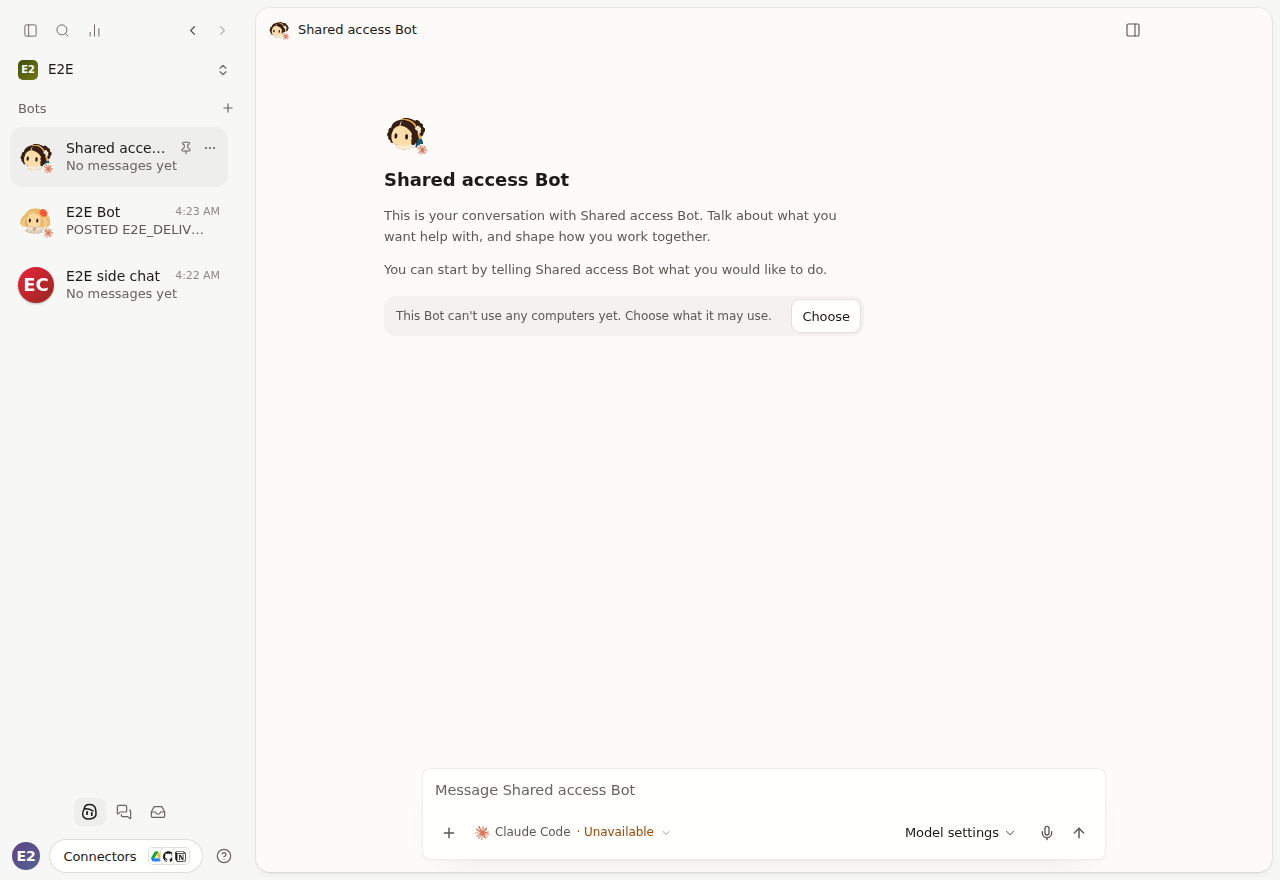 Shared access Bot
E2 E2E
Bots
Shared acce...
No messages yet
E2E Bot 4:23 AM
POSTED E2E_DELIV...
EC
E2E side chat 4:22 AM
No messages yet
Shared access Bot
This is your conversation with Shared access Bot. Talk about what you
want help with, and shape how you work together.
You can start by telling Shared access Bot what you would like to do.
This Bot can't use any computers yet. Choose what it may use. Choose
Message Shared access Bot
Claude Code · Unavailable Model settings
E2 Connectors